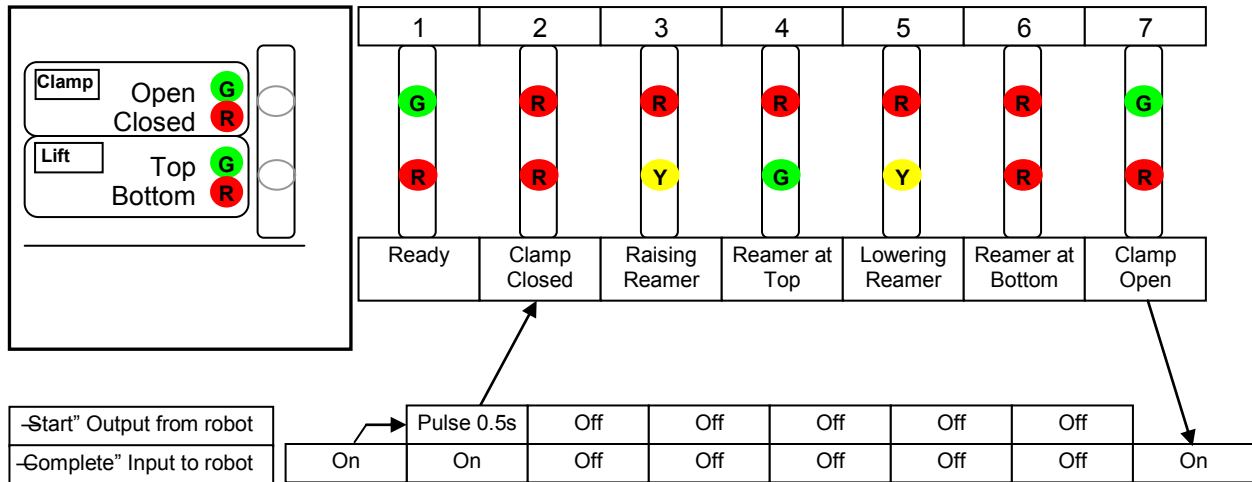 Clamp
Open G
Closed R
Lift
Top G
Bottom R
1 2 3 4 5 6 7
G R R R R R G
R R Y G Y R R
Ready Clamp Raising Reamer at Lowering Reamer at Clamp
Closed Reamer Top Reamer Bottom Open
―Start” Output from robot Pulse 0.5s Off Off Off Off Off
―Complete” Input to robot On On Off Off Off Off Off On